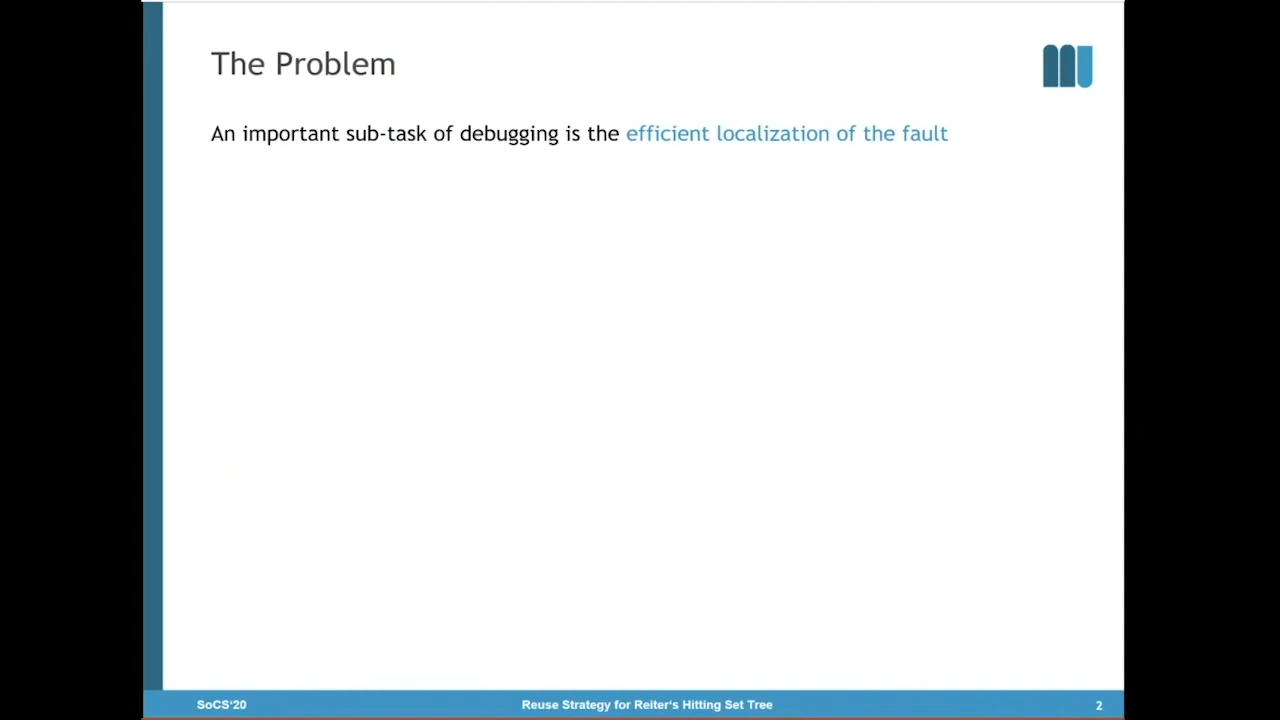 The Problem
An important sub-task of debugging is the efficient localization of the fault
SoCS'20
Reuse Strategy for Reiter's Hitting Set Tree
2